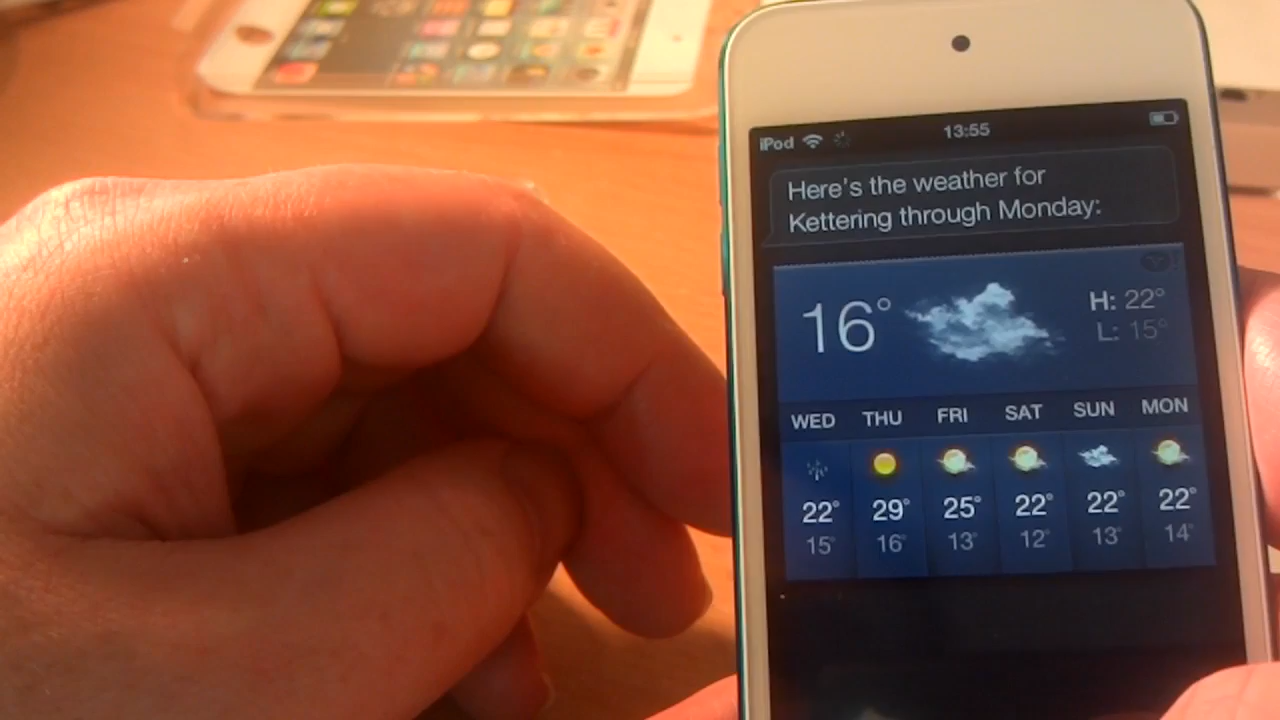 iPod 13:55
Here's the weather for
Kettering through Monday:
16° H: 22°
L: 15°
WED THU FRI SAT SUN MON
22° 29° 25° 22° 22° 22°
15° 16° 13° 12° 13° 14°